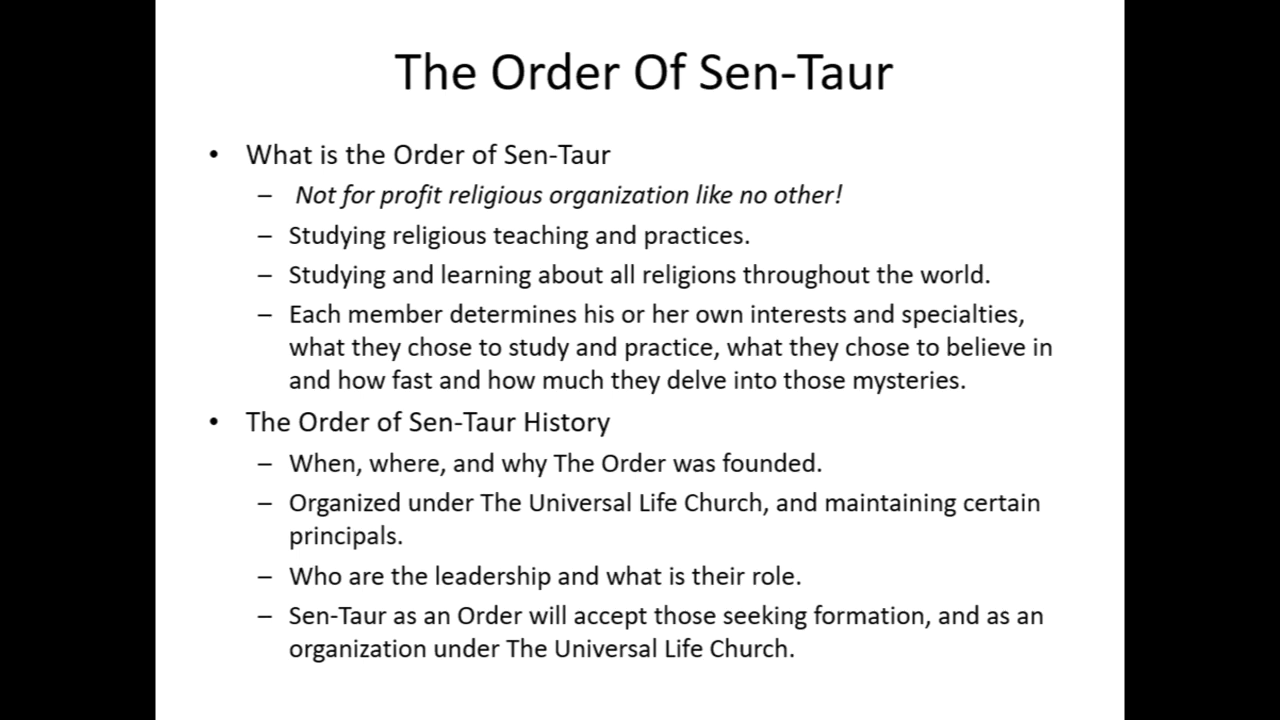 The Order Of Sen-Taur
• What is the Order of Sen-Taur
– Not for profit religious organization like no other!
– Studying religious teaching and practices.
– Studying and learning about all religions throughout the world.
– Each member determines his or her own interests and specialties,
what they chose to study and practice, what they chose to believe in
and how fast and how much they delve into those mysteries.
• The Order of Sen-Taur History
– When, where, and why The Order was founded.
– Organized under The Universal Life Church, and maintaining certain
principals.
– Who are the leadership and what is their role.
– Sen-Taur as an Order will accept those seeking formation, and as an
organization under The Universal Life Church.